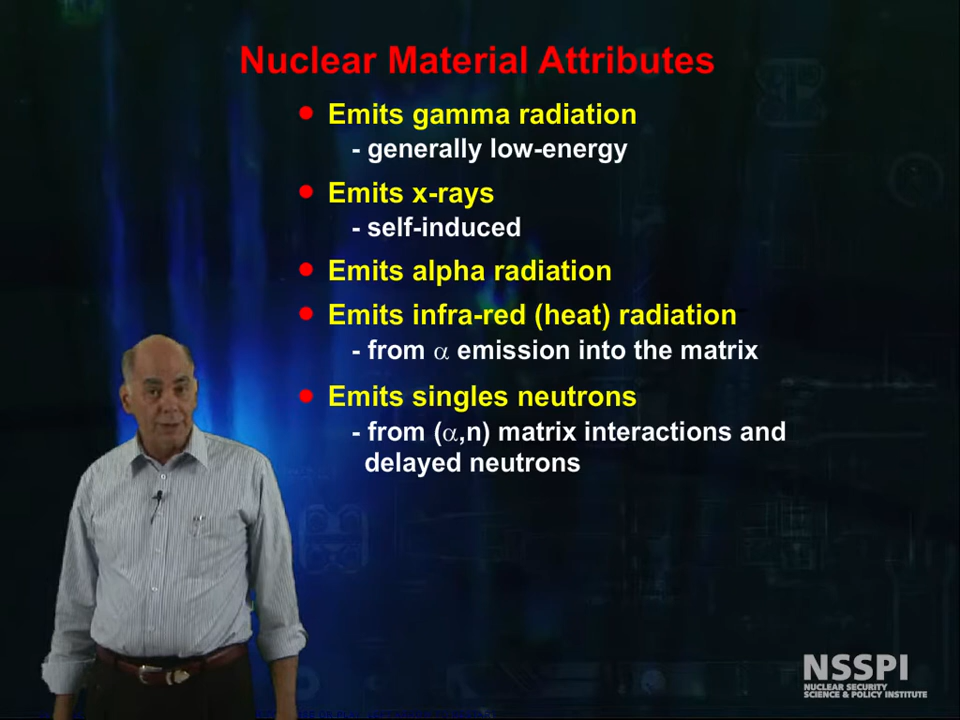 Nuclear Material Attributes
• Emits gamma radiation
- generally low-energy
• Emits x-rays
- self-induced
• Emits alpha radiation
• Emits infra-red (heat) radiation
- from α emission into the matrix
• Emits singles neutrons
- from (α,n) matrix interactions and
delayed neutrons
NSSPI
NUCLEAR SECURITY
SCIENCE & POLICY INSTITUTE